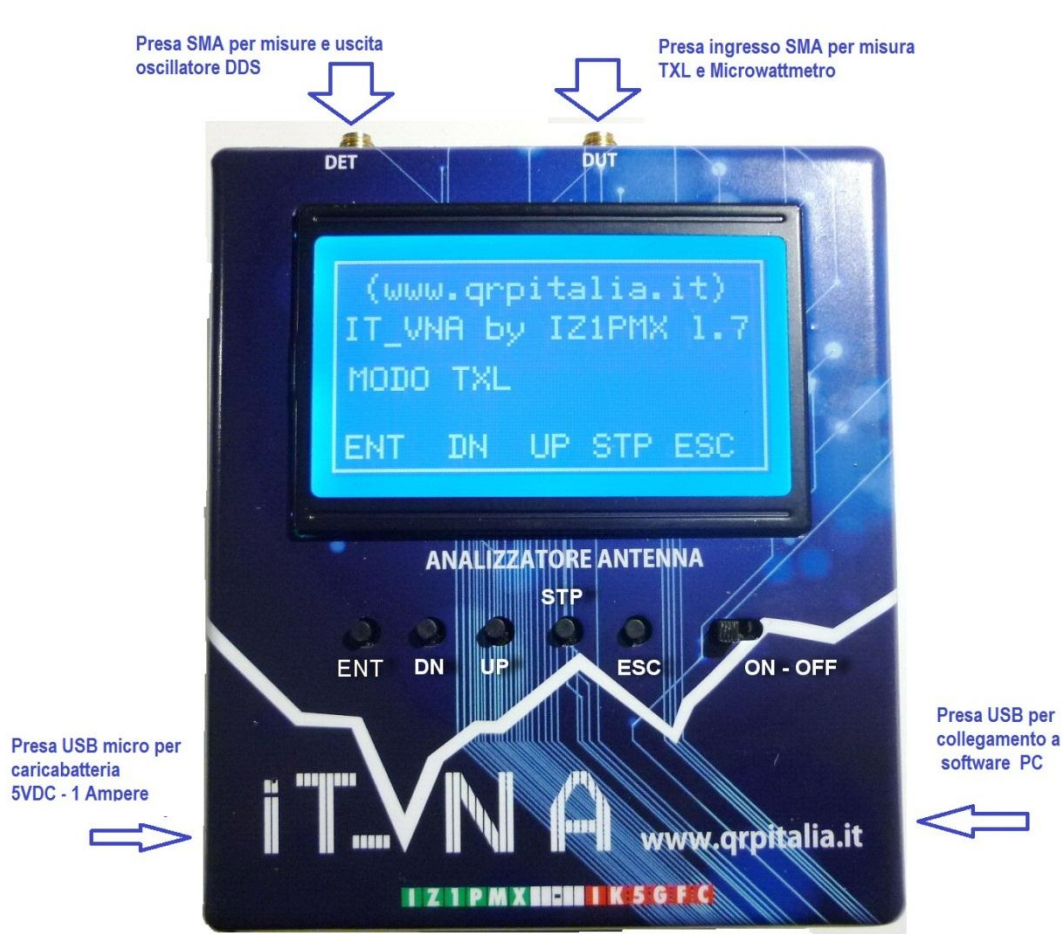 Presa SMA per misure e uscita
oscillatore DDS
Presa ingresso SMA per misura
TXL e Microwattmetro
DET
DUT
(www.qrpitalia.it)
IT_VNA by IZ1PMX 1.7
MODO TXL
ENT DN UP STP ESC
ANALIZZATORE ANTENNA
STP
ENT DN UP ESC ON - OFF
Presa USB micro per
caricabatteria
5VDC - 1 Ampere
Presa USB per
collegamento a
software PC
iT_VNA
www.qrpitalia.it
IZ1PMX-IK5GFC